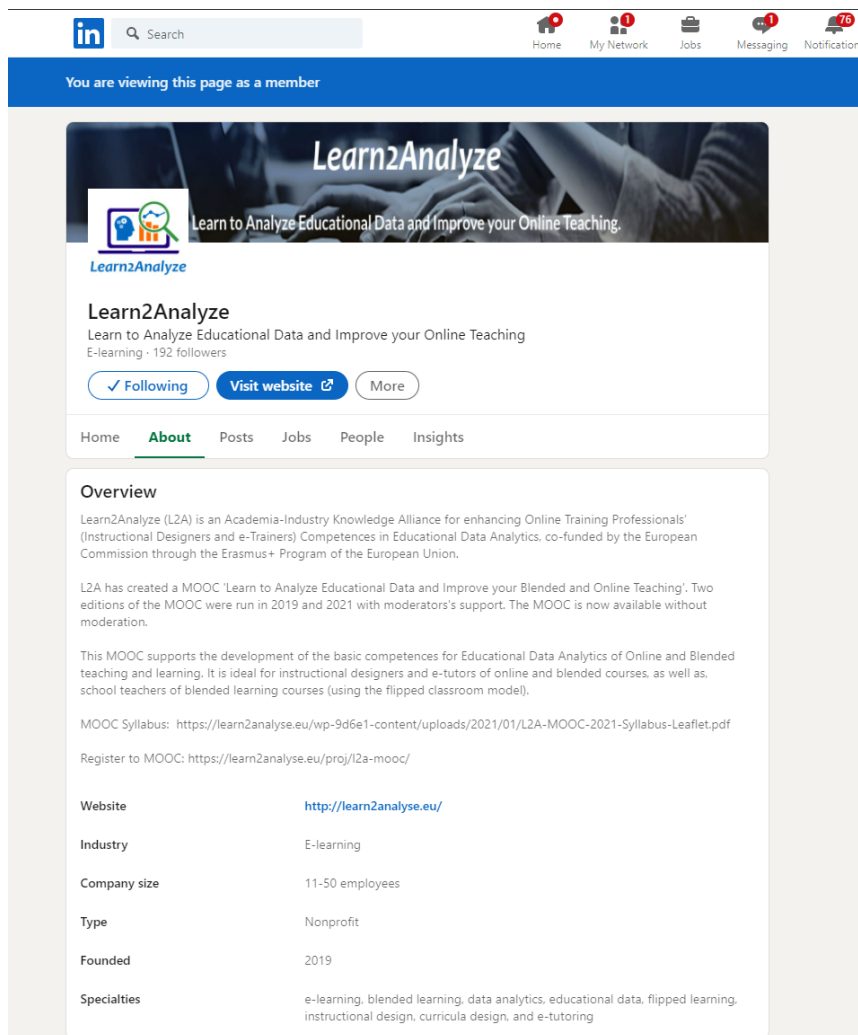 in
Search
Home
1
My Network
Jobs
1
Messaging
76
Notification
You are viewing this page as a member
Learn2Analyze
Learn to Analyze Educational Data and Improve your Online Teaching.
Learn2Analyze
Learn2Analyze
Learn to Analyze Educational Data and Improve your Online Teaching
E-learning · 192 followers
✓ Following
Visit website
More
Home About Posts Jobs People Insights
Overview
Learn2Analyze (L2A) is an Academia-Industry Knowledge Alliance for enhancing Online Training Professionals'
(Instructional Designers and e-Trainers) Competences in Educational Data Analytics, co-funded by the European
Commission through the Erasmus+ Program of the European Union.
L2A has created a MOOC 'Learn to Analyze Educational Data and Improve your Blended and Online Teaching'. Two
editions of the MOOC were run in 2019 and 2021 with moderators's support. The MOOC is now available without
moderation.
This MOOC supports the development of the basic competences for Educational Data Analytics of Online and Blended
teaching and learning. It is ideal for instructional designers and e-tutors of online and blended courses, as well as,
school teachers of blended learning courses (using the flipped classroom model).
MOOC Syllabus: https://learn2analyse.eu/wp-9d6e1-content/uploads/2021/01/L2A-MOOC-2021-Syllabus-Leaflet.pdf
Register to MOOC: https://learn2analyse.eu/proj/l2a-mooc/
Website http://learn2analyse.eu/
Industry E-learning
Company size 11-50 employees
Type Nonprofit
Founded 2019
Specialties e-learning, blended learning, data analytics, educational data, flipped learning,
instructional design, curricula design, and e-tutoring